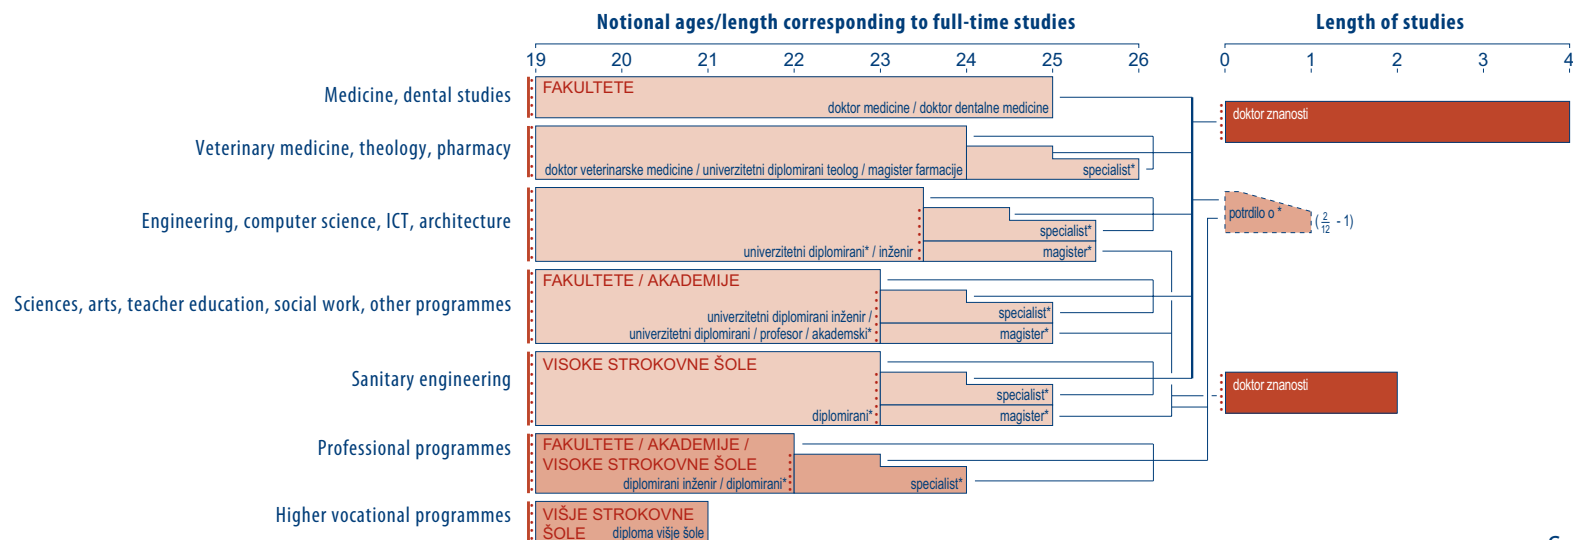 Notional ages/length corresponding to full-time studies
Length of studies
19 20 21 22 23 24 25 26
0 1 2 3 4
Medicine, dental studies
FAKULTETE
doktor medicine / doktor dentalne medicine
doktor znanosti
Veterinary medicine, theology, pharmacy
doktor veterinarske medicine / univerzitetni diplomirani teolog / magister farmacije
specialist*
Engineering, computer science, ICT, architecture
potrdilo o *
(2/12 - 1)
specialist*
univerzitetni diplomirani* / inženir
magister*
Sciences, arts, teacher education, social work, other programmes
FAKULTETE / AKADEMIJE
univerzitetni diplomirani inženir /
univerzitetni diplomirani / profesor / akademski*
specialist*
magister*
Sanitary engineering
VISOKE STROKOVNE ŠOLE
diplomirani*
specialist*
magister*
doktor znanosti
Professional programmes
FAKULTETE / AKADEMIJE /
VISOKE STROKOVNE ŠOLE
diplomirani inženir / diplomirani*
specialist*
Higher vocational programmes
VIŠJE STROKOVNE
ŠOLE
diploma višje šole